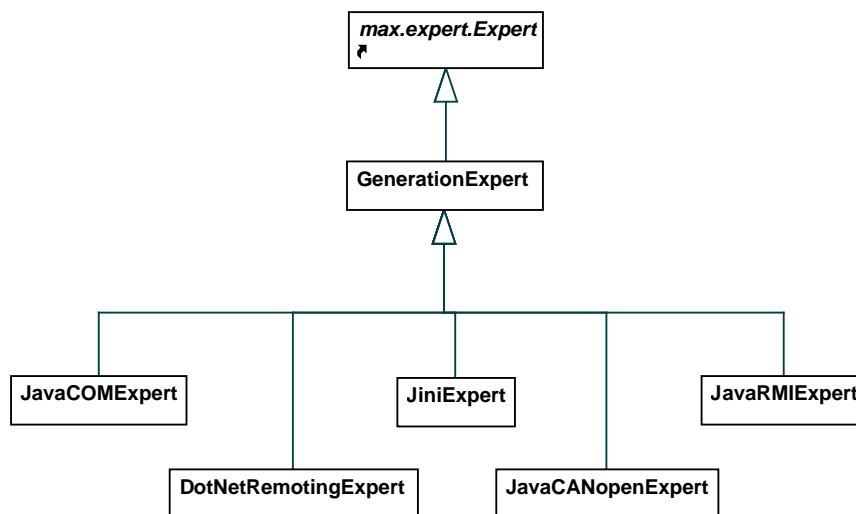 max.expert.Expert
GenerationExpert
JavaCOMExpert
JiniExpert
JavaRMIExpert
DotNetRemotingExpert
JavaCANopenExpert